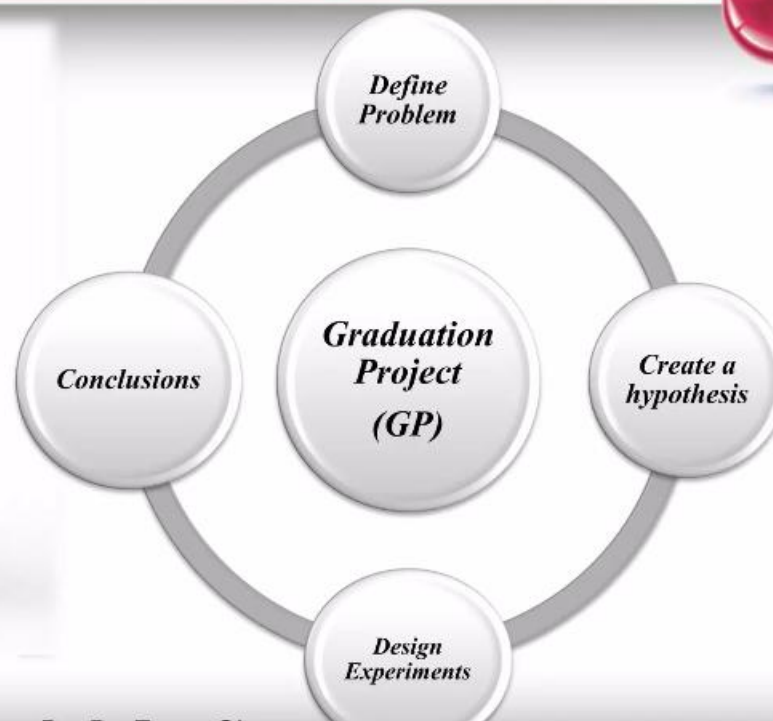 Define
Problem
Graduation
Project
(GP)
Conclusions
Create a
hypothesis
Design
Experiments